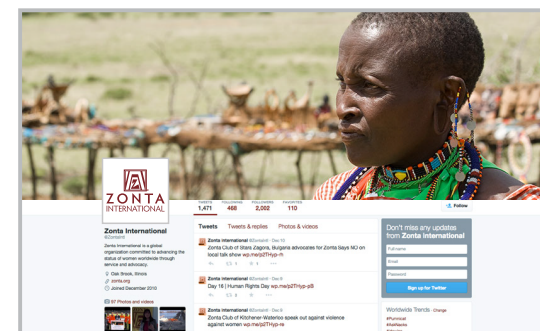 ZONTA
INTERNATIONAL
TWEETS FOLLOWING FOLLOWERS FAVORITES
1,471 468 2,002 110
Follow
Zonta International
@ZontaIntl
Zonta International is a global
organization committed to advancing the
status of women worldwide through
service and advocacy.
Oak Brook, Illinois
zonta.org
Joined December 2010
97 Photos and videos
Tweets Tweets & replies Photos & videos
Zonta International @ZontaIntl · Dec 10
Zonta Club of Stara Zagora, Bulgaria advocates for Zonta Says NO on
local talk show wp.me/p2THyp-rh
Zonta International @ZontaIntl · Dec 9
Day 16 | Human Rights Day wp.me/p2THyp-pB
Zonta International @ZontaIntl · Dec 9
Zonta Club of Kitchener-Waterloo speak out against violence
against women wp.me/p2THyp-re
Don't miss any updates
from Zonta International
Full name
Email
Password
Sign up for Twitter
Worldwide Trends · Change